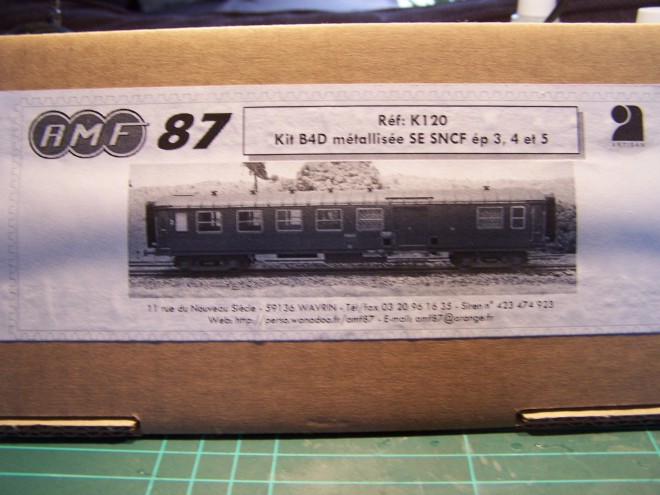 AMF 87
Réf: K120
Kit B4D métallisée SE SNCF ép 3, 4 et 5
ARTISAN
11 rue du Nouveau Siècle - 59136 WAVRIN - Tél/fax 03 20 96 16 35 - Siren n° 423 474 923
Web: http://perso.wanadoo.fr/amf87 - E-mail: amf87@orange.fr